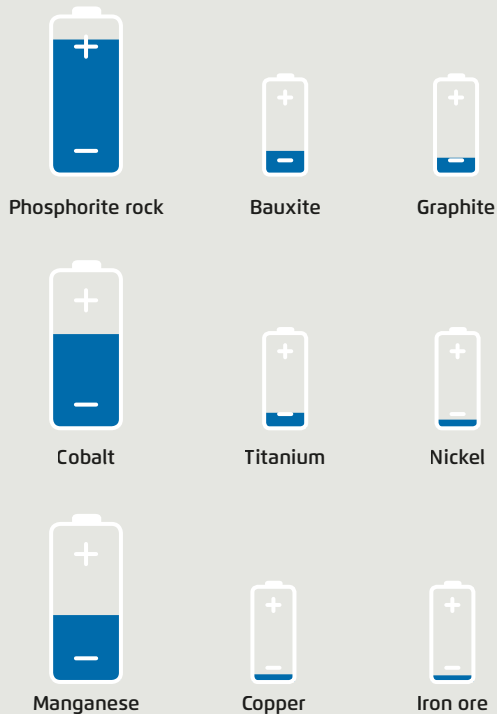 Phosphorite rock
Bauxite
Graphite
Cobalt
Titanium
Nickel
Manganese
Copper
Iron ore